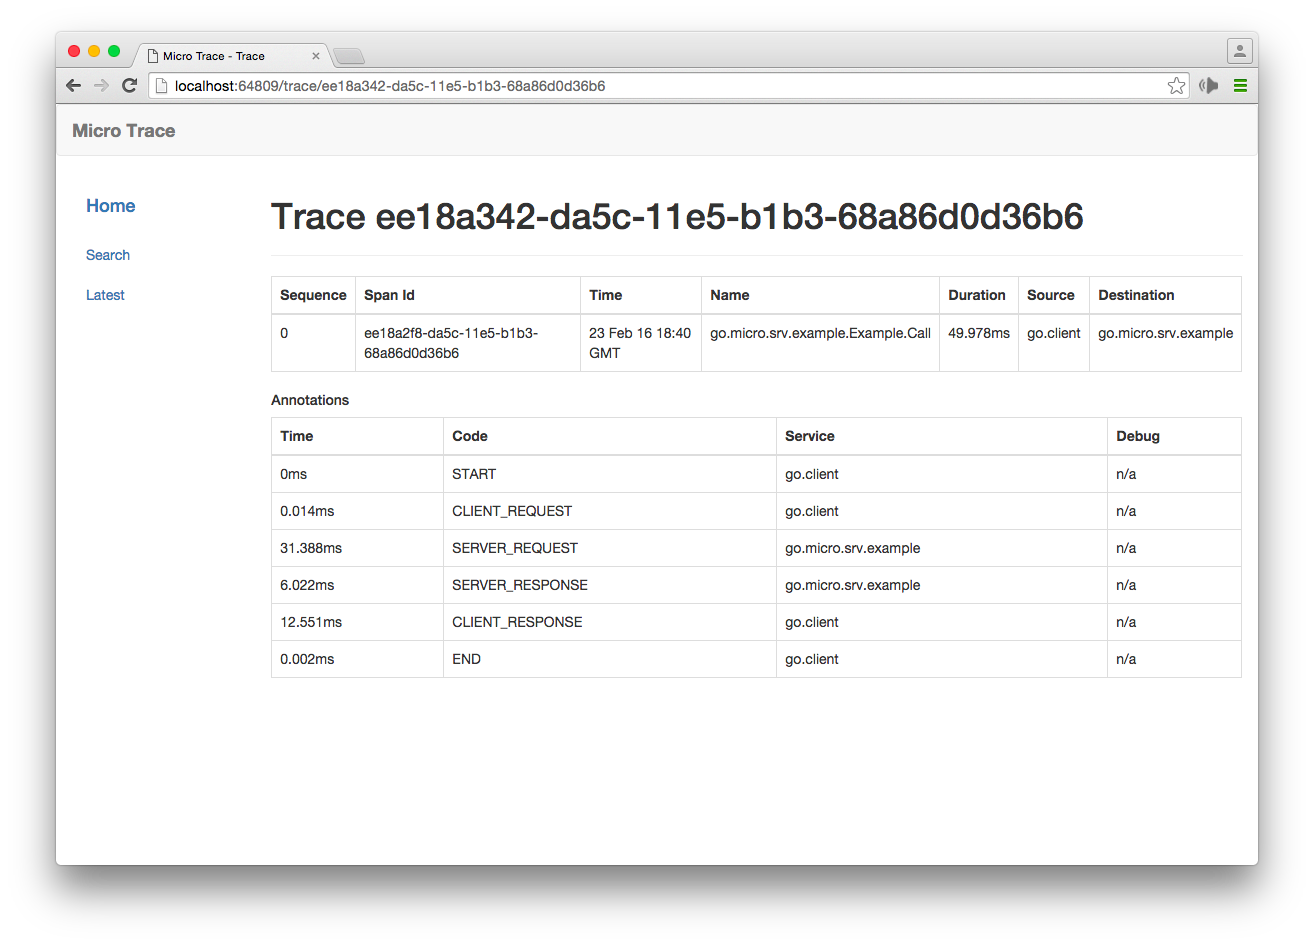 Micro Trace - Trace
localhost:64809/trace/ee18a342-da5c-11e5-b1b3-68a86d0d36b6
Micro Trace
Home
Search
Latest
Trace ee18a342-da5c-11e5-b1b3-68a86d0d36b6
Sequence Span Id Time Name Duration Source Destination
0 ee18a2f8-da5c-11e5-b1b3- 23 Feb 16 18:40 go.micro.srv.example.Example.Call 49.978ms go.client go.micro.srv.example
68a86d0d36b6 GMT
Annotations
Time Code Service Debug
0ms START go.client n/a
0.014ms CLIENT_REQUEST go.client n/a
31.388ms SERVER_REQUEST go.micro.srv.example n/a
6.022ms SERVER_RESPONSE go.micro.srv.example n/a
12.551ms CLIENT_RESPONSE go.client n/a
0.002ms END go.client n/a